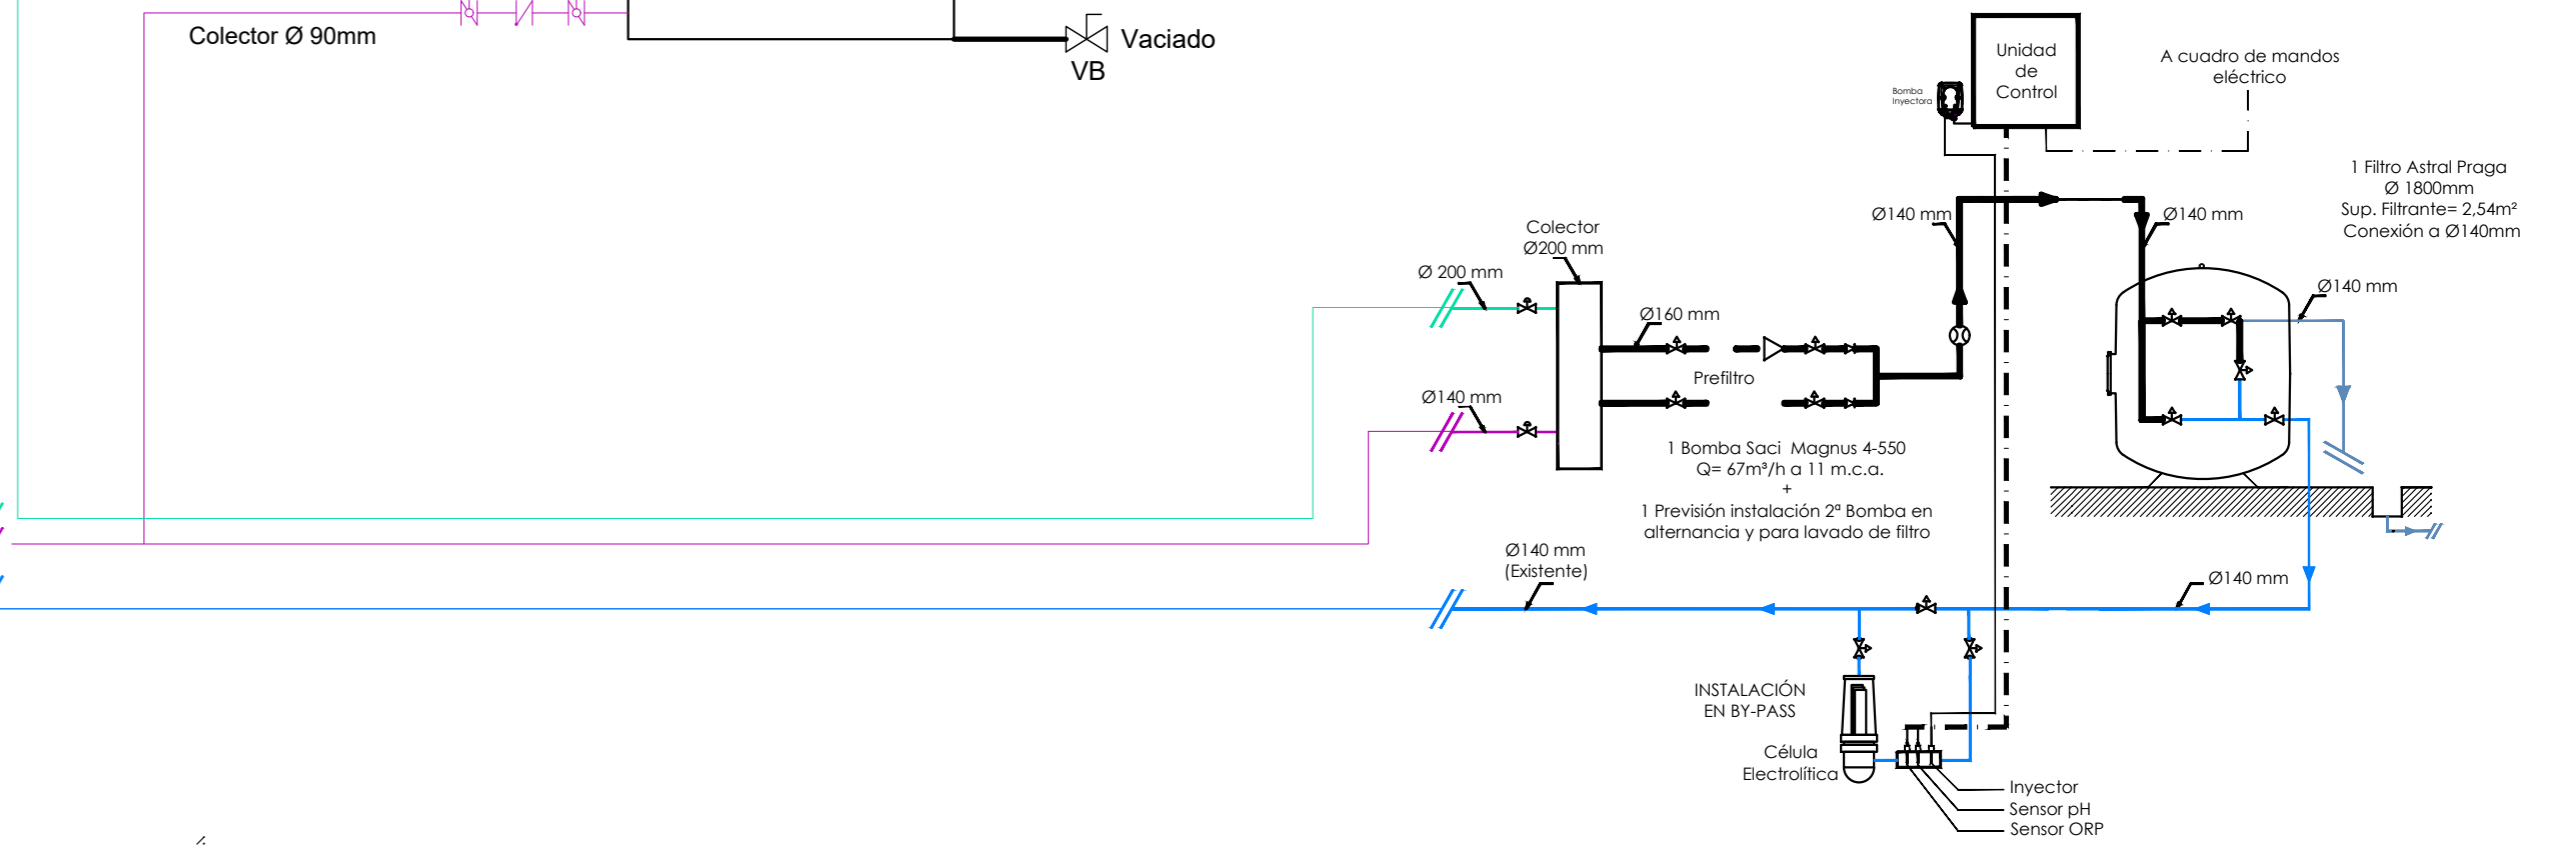 Colector Ø 90mm
Vaciado
VB
Unidad
de
Control
A cuadro de mandos
eléctrico
Bomba
Inyectora
1 Filtro Astral Praga
Ø 1800mm
Sup. Filtrante= 2,54m²
Conexión a Ø140mm
Ø140 mm
Ø140 mm
Colector
Ø200 mm
Ø 200 mm
Ø140 mm
Ø160 mm
Prefiltro
Ø140 mm
1 Bomba Saci Magnus 4-550
Q= 67m³/h a 11 m.c.a.
+
1 Previsión instalación 2ª Bomba en
alternancia y para lavado de filtro
Ø140 mm
(Existente)
Ø140 mm
INSTALACIÓN
EN BY-PASS
Célula
Electrolítica
Inyector
Sensor pH
Sensor ORP